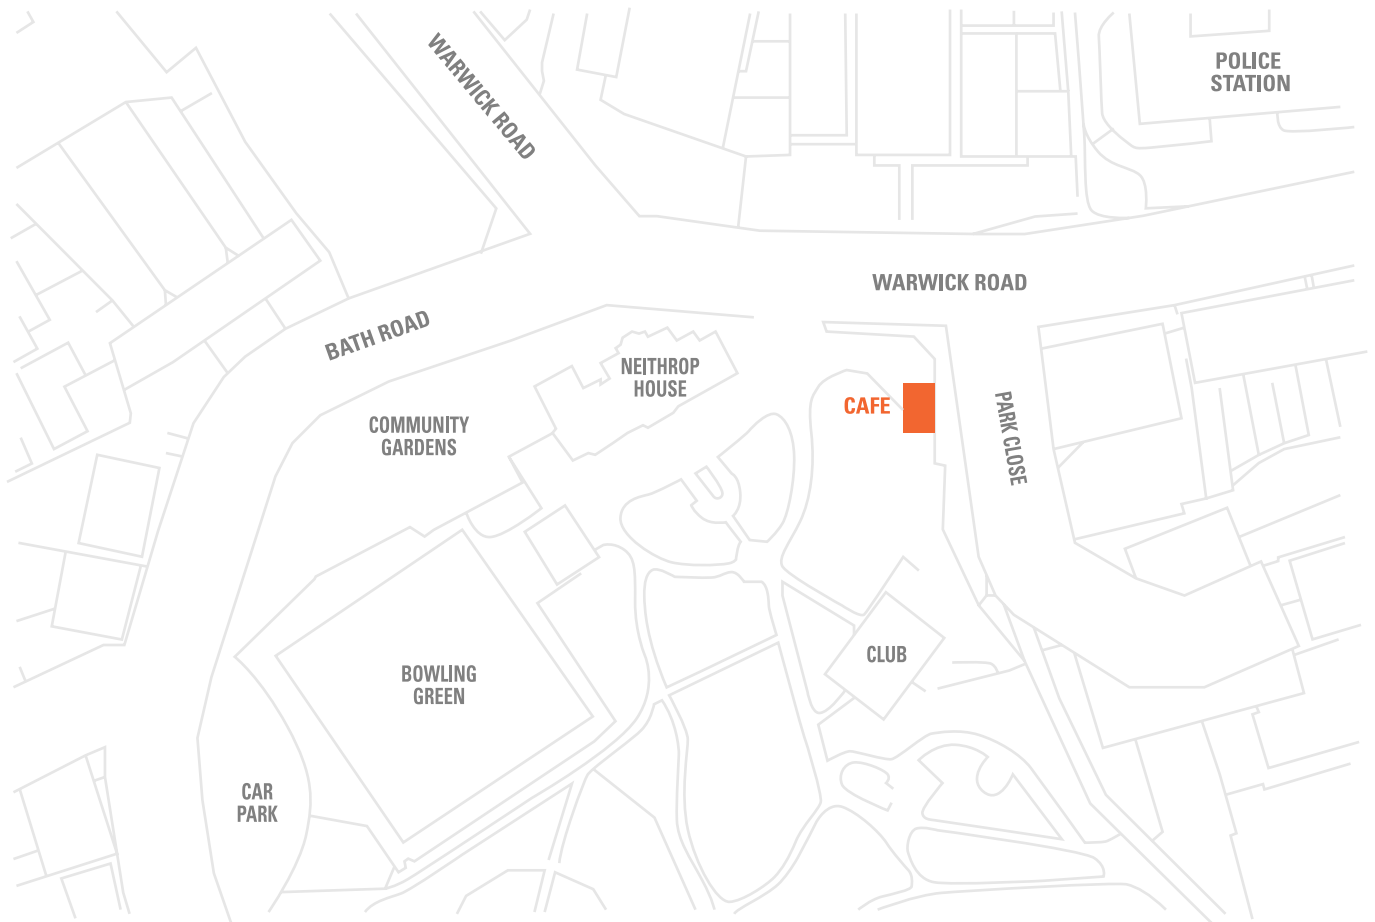 WARWICK ROAD
POLICE
STATION
WARWICK ROAD
BATH ROAD
NEITHROP
HOUSE
CAFE
PARK CLOSE
COMMUNITY
GARDENS
CLUB
BOWLING
GREEN
CAR
PARK